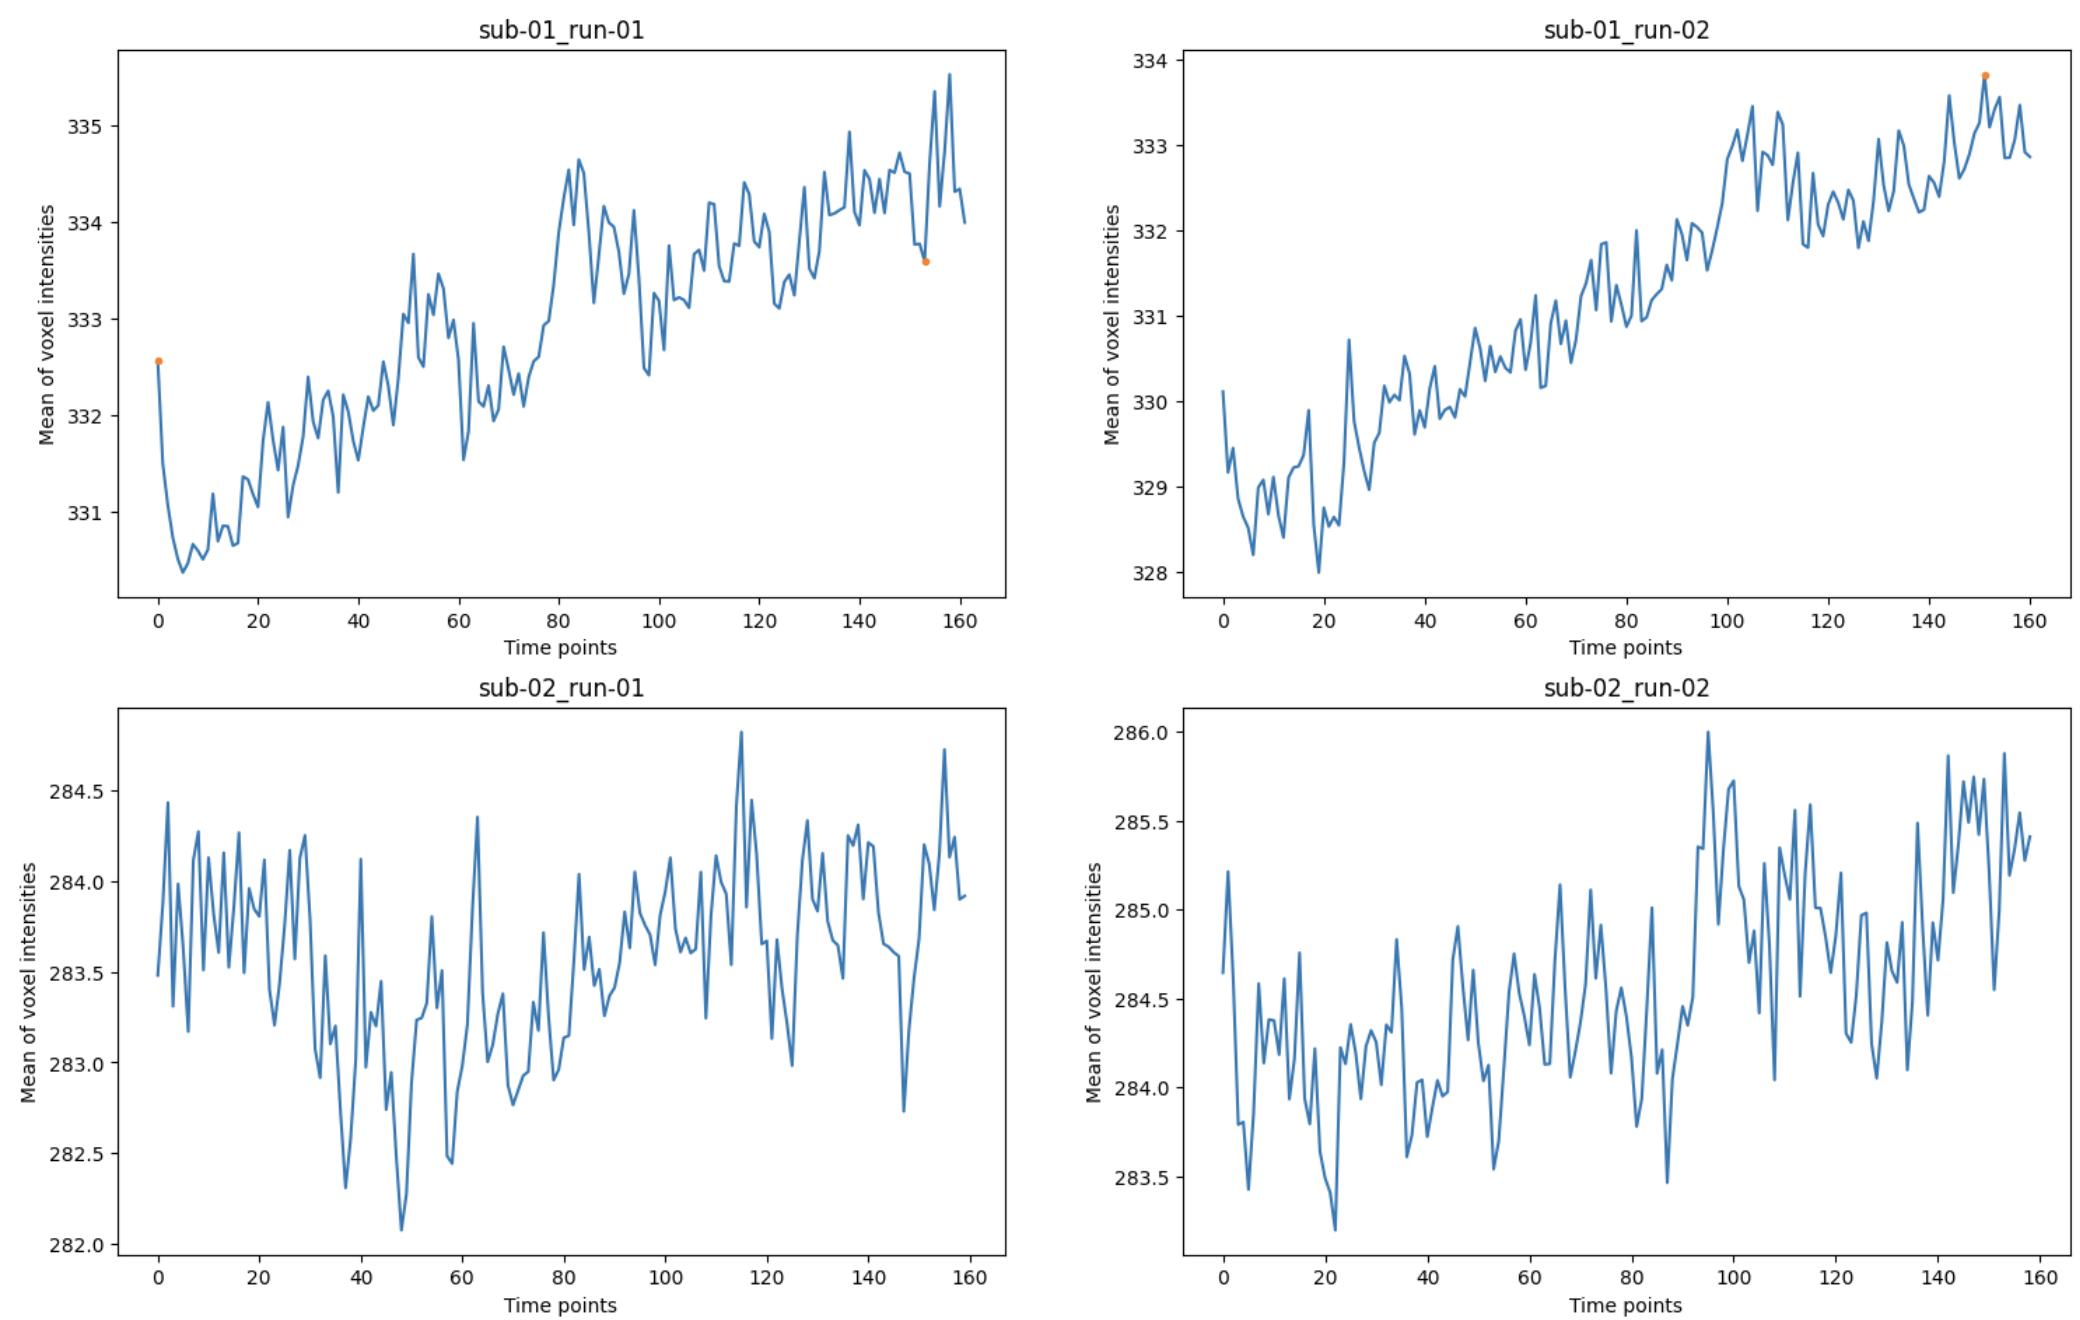 sub-01_run-01
Mean of voxel intensities
335
334
333
332
331
0 20 40 60 80 100 120 140 160
Time points
sub-01_run-02
Mean of voxel intensities
334
333
332
331
330
329
328
0 20 40 60 80 100 120 140 160
Time points
sub-02_run-01
Mean of voxel intensities
284.5
284.0
283.5
283.0
282.5
282.0
0 20 40 60 80 100 120 140 160
Time points
sub-02_run-02
Mean of voxel intensities
286.0
285.5
285.0
284.5
284.0
283.5
0 20 40 60 80 100 120 140 160
Time points